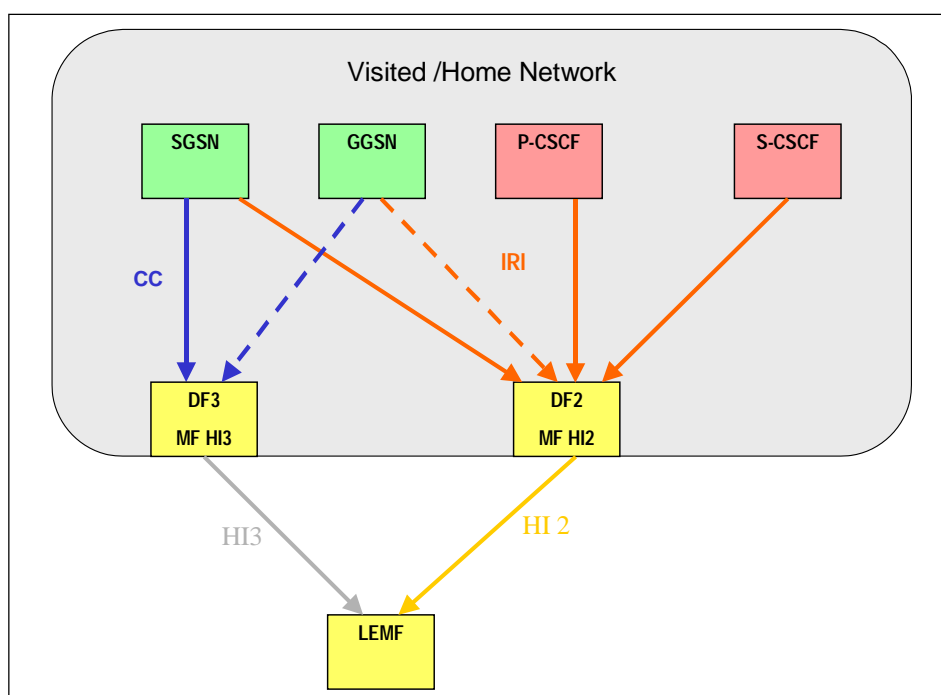 Visited /Home Network
SGSN
GGSN
P-CSCF
S-CSCF
CC
IRI
DF3
MF HI3
DF2
MF HI2
HI3
HI 2
LEMF